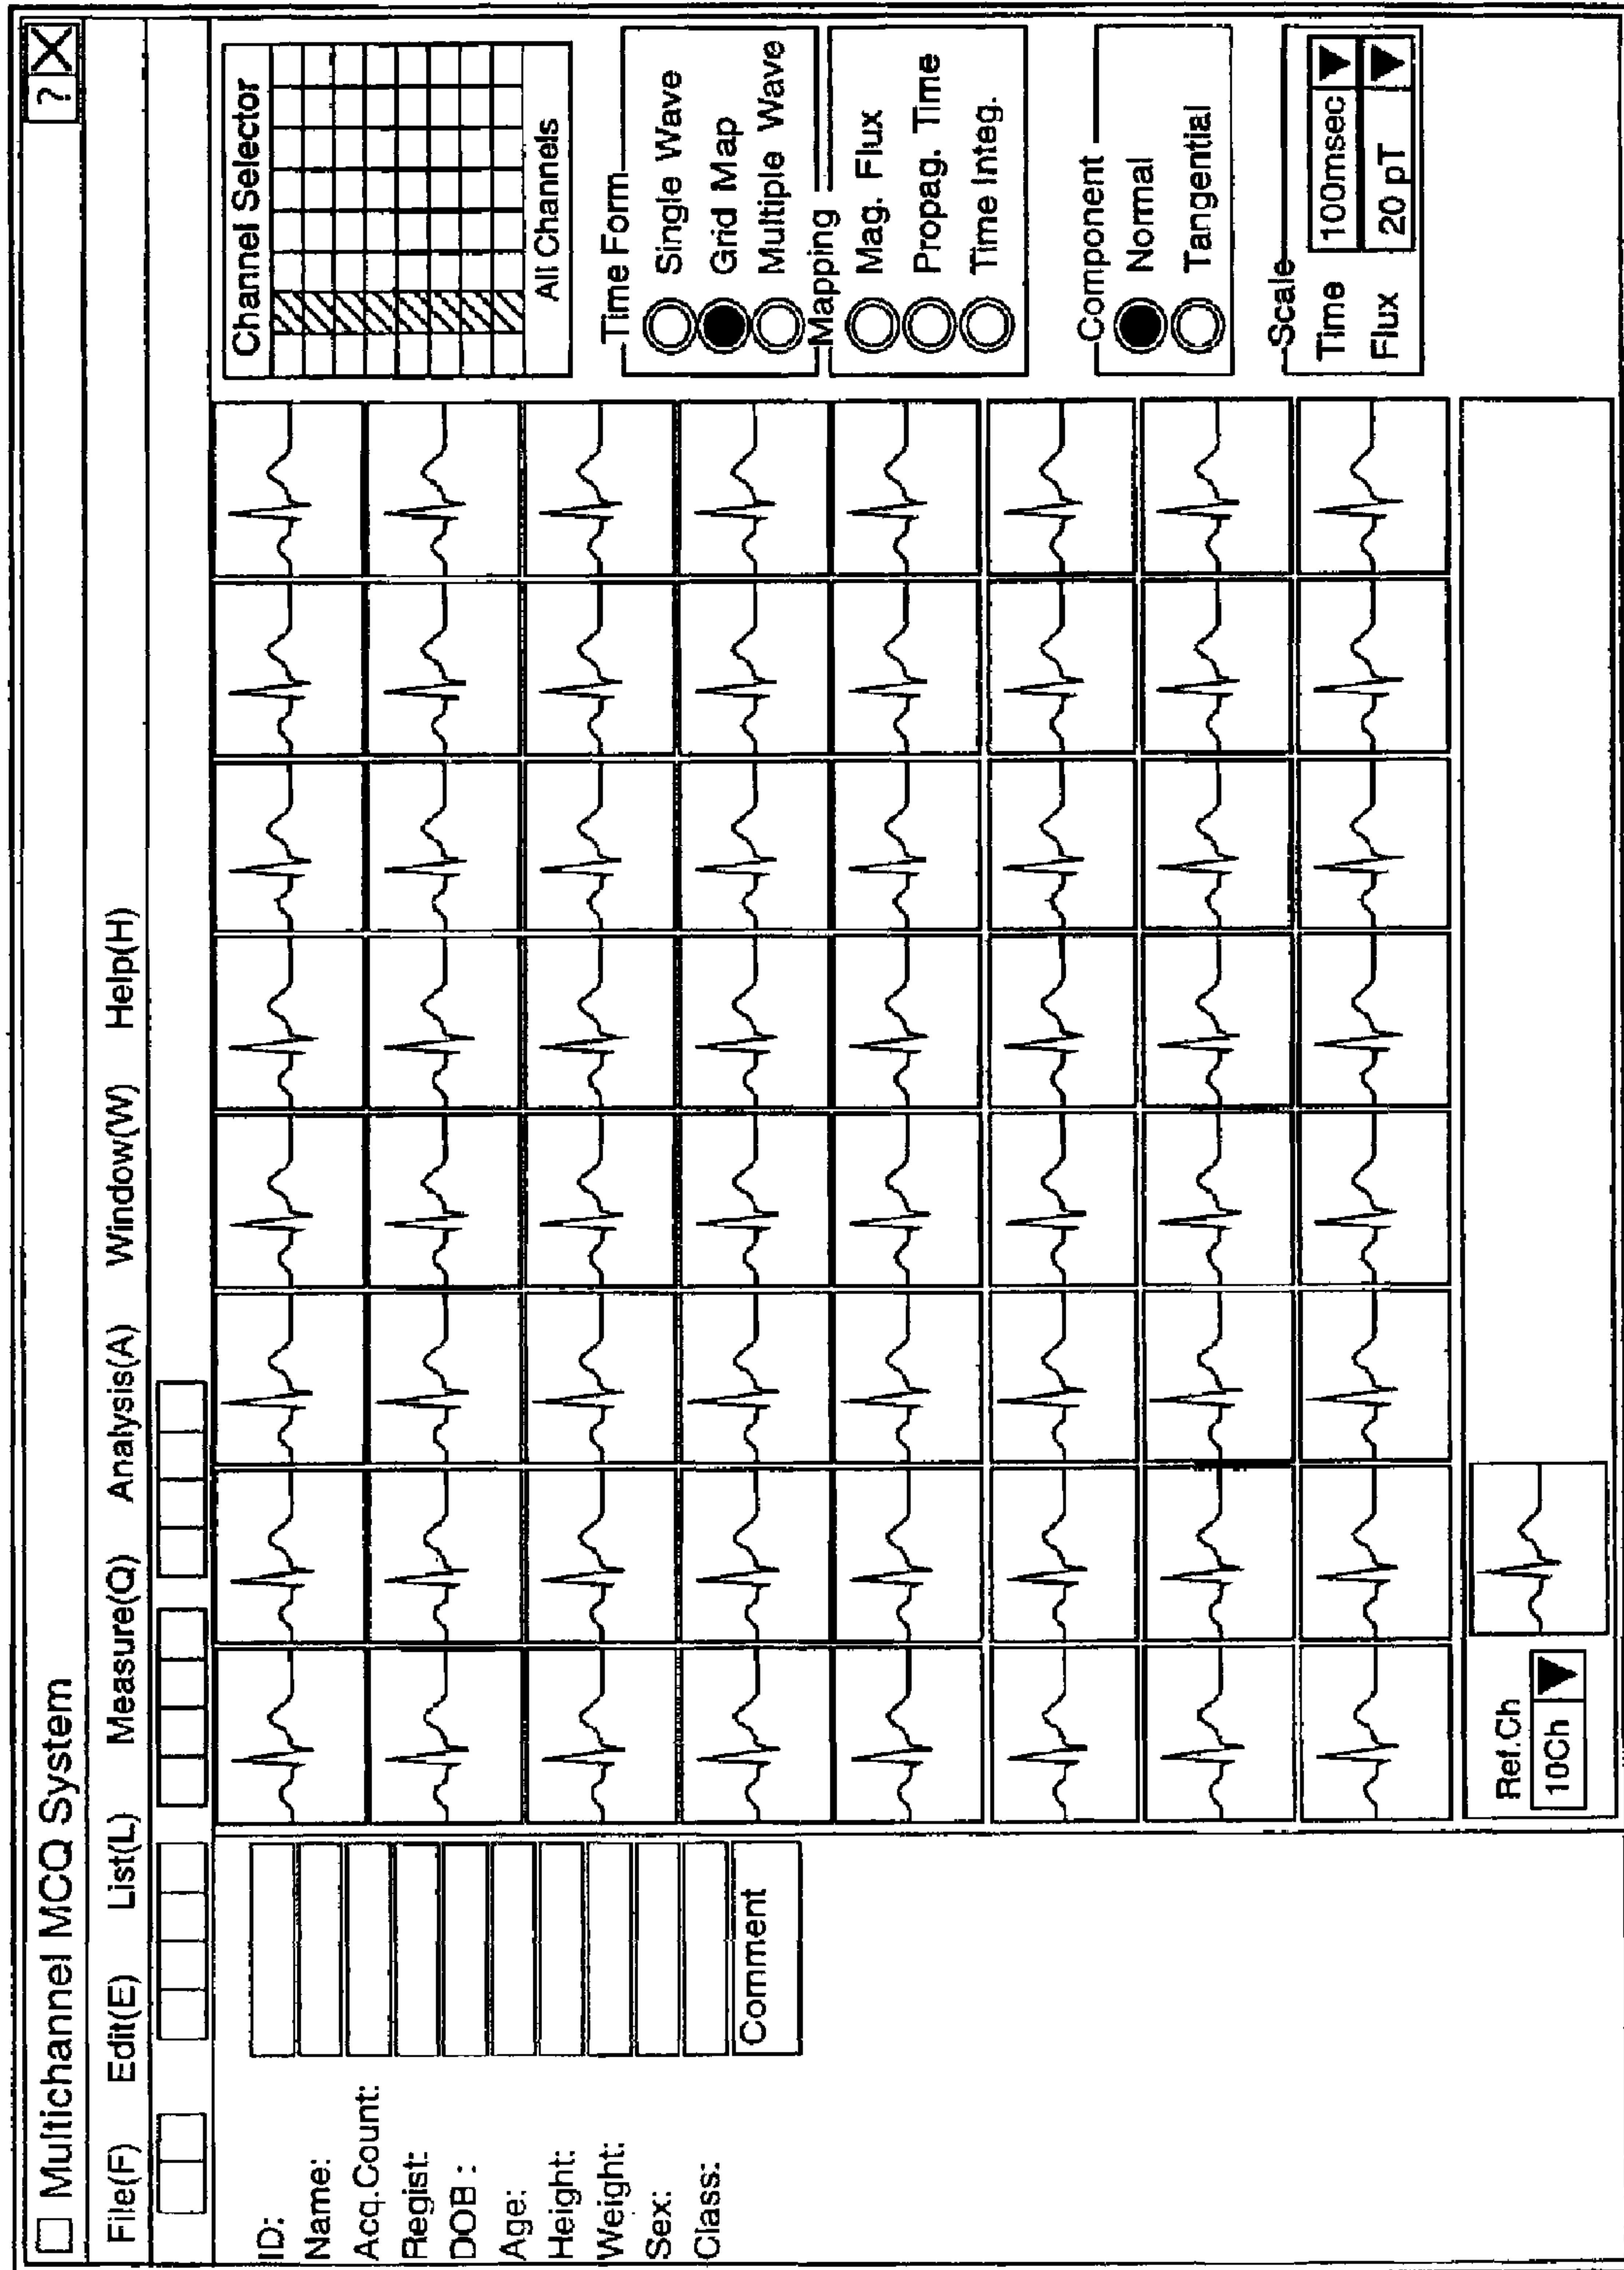 Multichannel MCQ System
? X
File(F) Edit(E) List(L) Measure(Q) Analysis(A) Window(W) Help(H)
ID:
Name:
Acq.Count:
Regist:
DOB :
Age:
Height:
Weight:
Sex:
Class:
Comment
Ref.Ch
10Ch
Channel Selector
All Channels
Time Form
Single Wave
Grid Map
Multiple Wave
Mapping
Mag. Flux
Propag. Time
Time Integ.
Component
Normal
Tangential
Scale
Time 100msec
Flux 20 pT